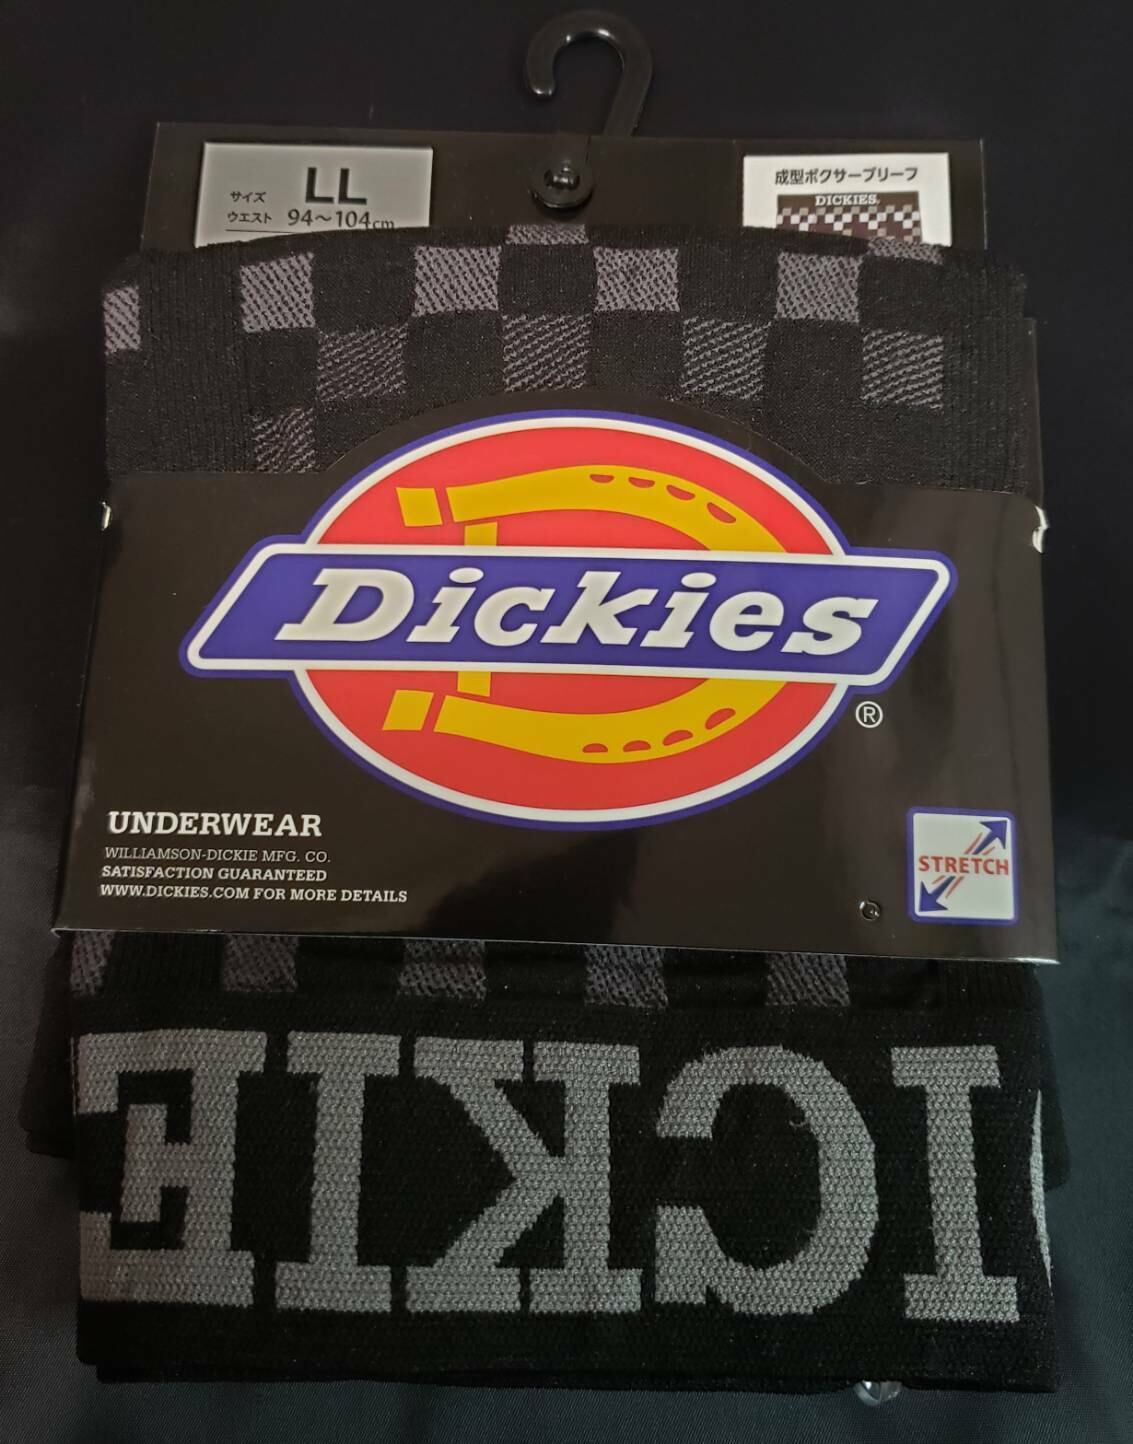 サイズ LL
ウエスト 94～104cm
成型ボクサーブリーフ
DICKIES.
Dickies
®
UNDERWEAR
WILLIAMSON-DICKIE MFG. CO.
SATISFACTION GUARANTEED
WWW.DICKIES.COM FOR MORE DETAILS
STRETCH
ICKIE